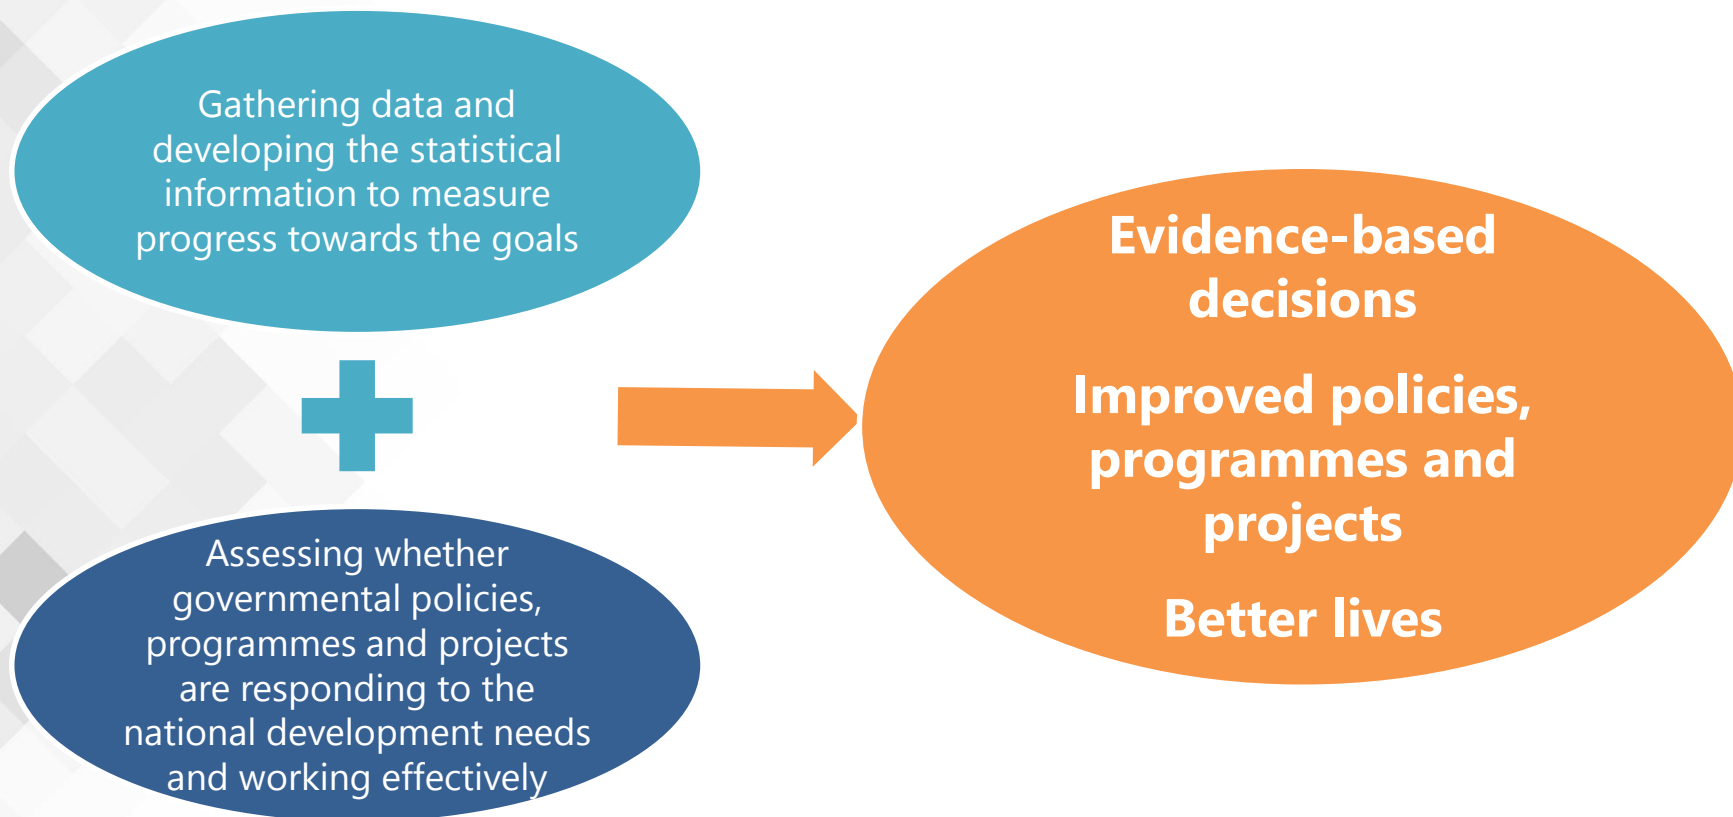 Gathering data and
developing the statistical
information to measure
progress towards the goals
Assessing whether
governmental policies,
programmes and projects
are responding to the
national development needs
and working effectively
Evidence-based
decisions
Improved policies,
programmes and
projects
Better lives